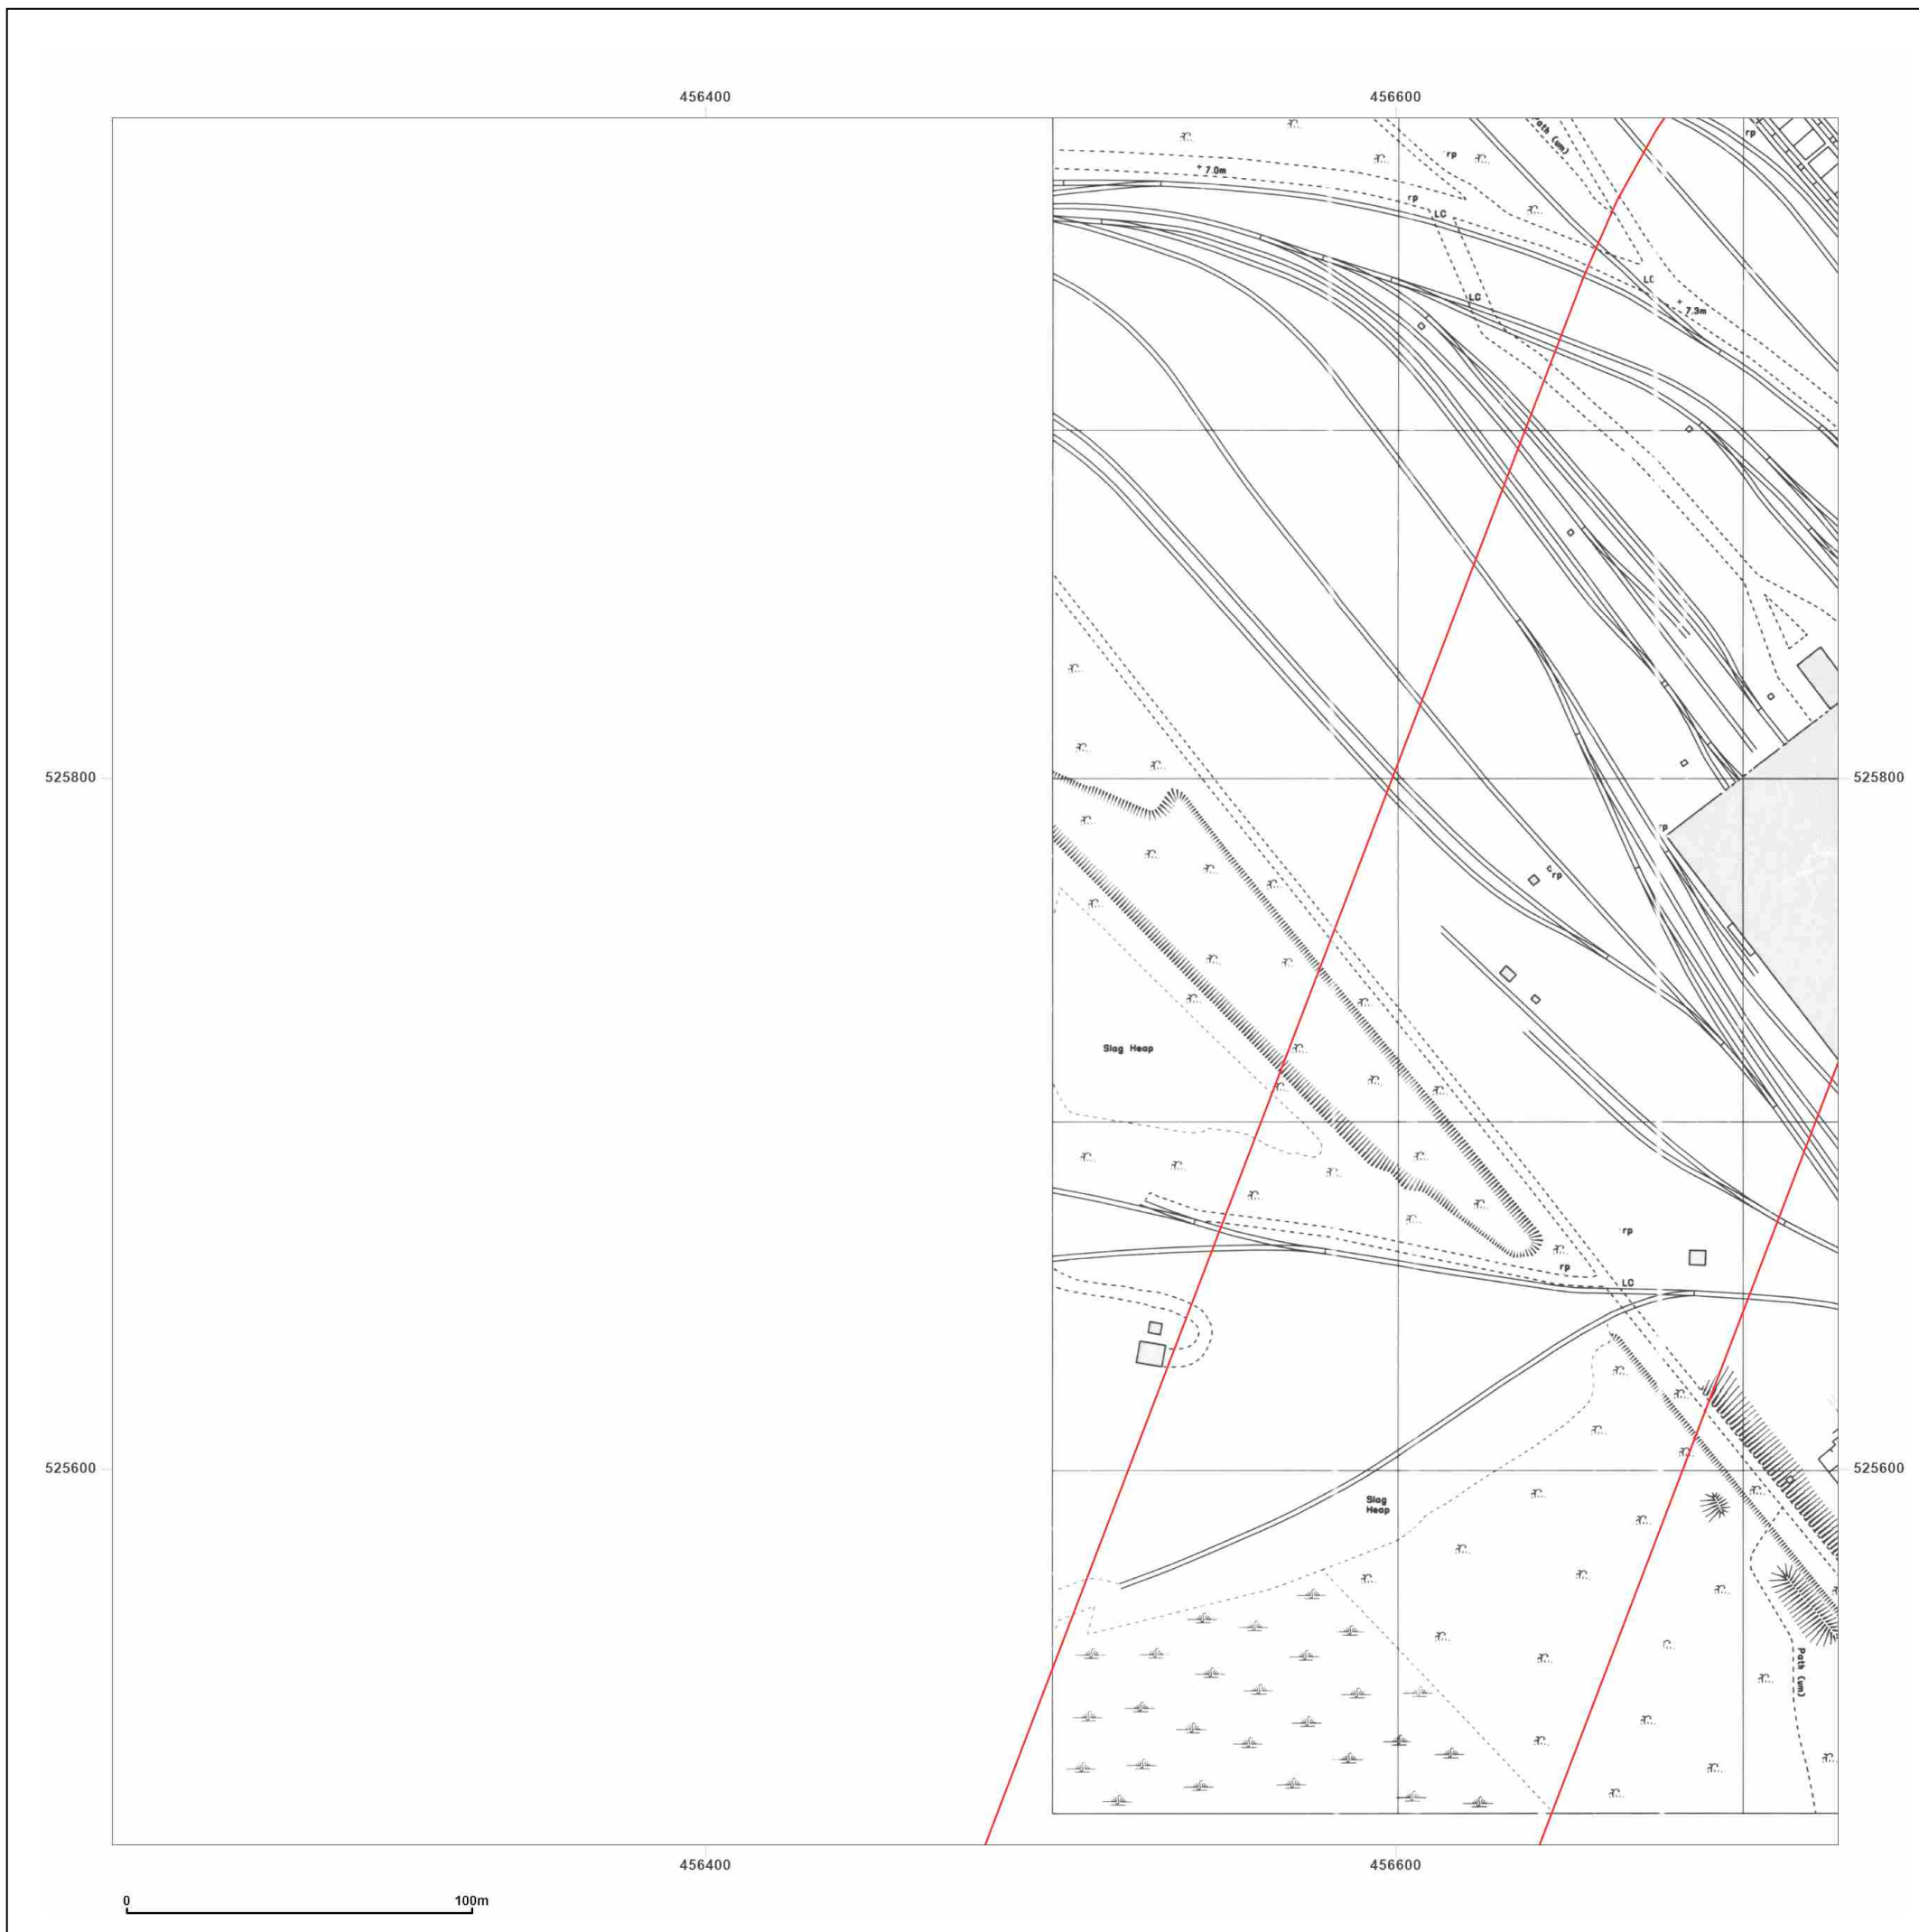 456400 456600
Path (um)
rp
rp
7.0m
rp
LC
LC
LC
7.3m
525800 525800
rp
rp
Slag Heap
rp
rp
LC
525600 525600
Slag
Heap
Path (um)
456400 456600
0 100m